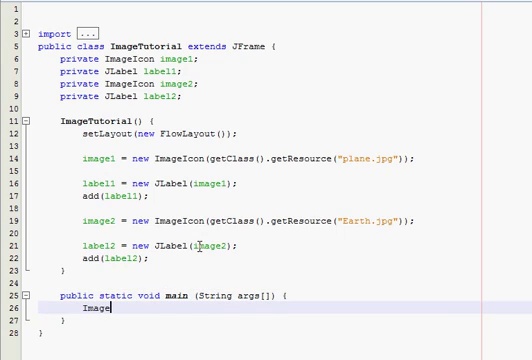 1
2
3 import ...
5 public class ImageTutorial extends JFrame {
6 private ImageIcon image1;
7 private JLabel label1;
8 private ImageIcon image2;
9 private JLabel label2;
10
11 ImageTutorial() {
12 setLayout(new FlowLayout());
13
14 image1 = new ImageIcon(getClass().getResource("plane.jpg"));
15
16 label1 = new JLabel(image1);
17 add(label1);
18
19 image2 = new ImageIcon(getClass().getResource("Earth.jpg"));
20
21 label2 = new JLabel(image2);
22 add(label2);
23 }
24
25 public static void main (String args[]) {
26 Image
27 }
28 }